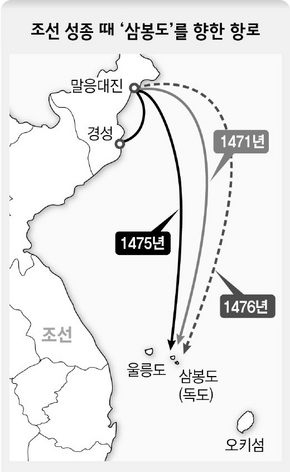 조선 성종 때 ‘삼봉도’를 향한 항로
말응대진
경성
1471년
1475년
1476년
조선
울릉도
삼봉도
(독도)
오키섬